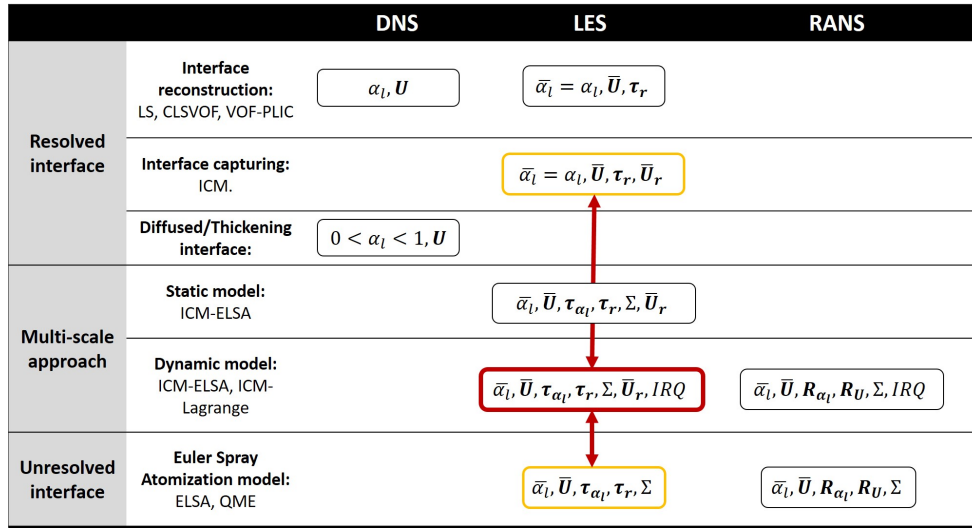 DNS LES RANS
Resolved
interface
Interface
reconstruction:
LS, CLSVOF, VOF-PLIC
α_l, U
ᾱ_l = α_l, Ū, τ_r
Interface capturing:
ICM.
ᾱ_l = α_l, Ū, τ_r, Ū_r
Diffused/Thickening
interface:
0 < α_l < 1, U
Multi-scale
approach
Static model:
ICM-ELSA
ᾱ_l, Ū, τ_{α_l}, τ_r, Σ, Ū_r
Dynamic model:
ICM-ELSA, ICM-
Lagrange
ᾱ_l, Ū, τ_{α_l}, τ_r, Σ, Ū_r, IRQ
ᾱ_l, Ū, R_{α_l}, R_U, Σ, IRQ
Unresolved
interface
Euler Spray
Atomization model:
ELSA, QME
ᾱ_l, Ū, τ_{α_l}, τ_r, Σ
ᾱ_l, Ū, R_{α_l}, R_U, Σ